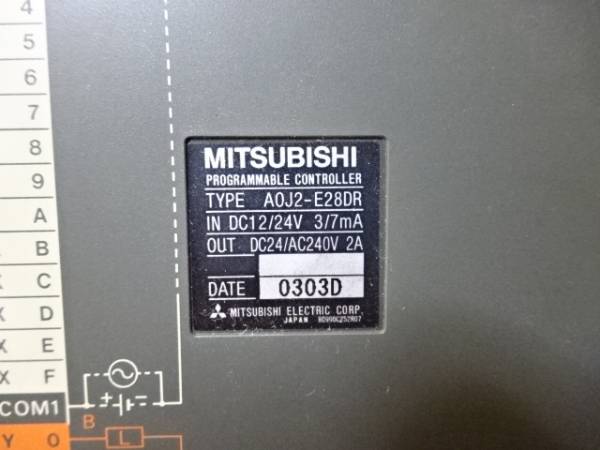 4
5
6
7
8
9
A
B
X C
X D
X E
X F
COM1
Y 0
B
L
MITSUBISHI
PROGRAMMABLE CONTROLLER
TYPE A0J2-E28DR
IN DC12/24V 3/7mA
OUT DC24/AC240V 2A
DATE 0303D
MITSUBISHI ELECTRIC CORP.
JAPAN